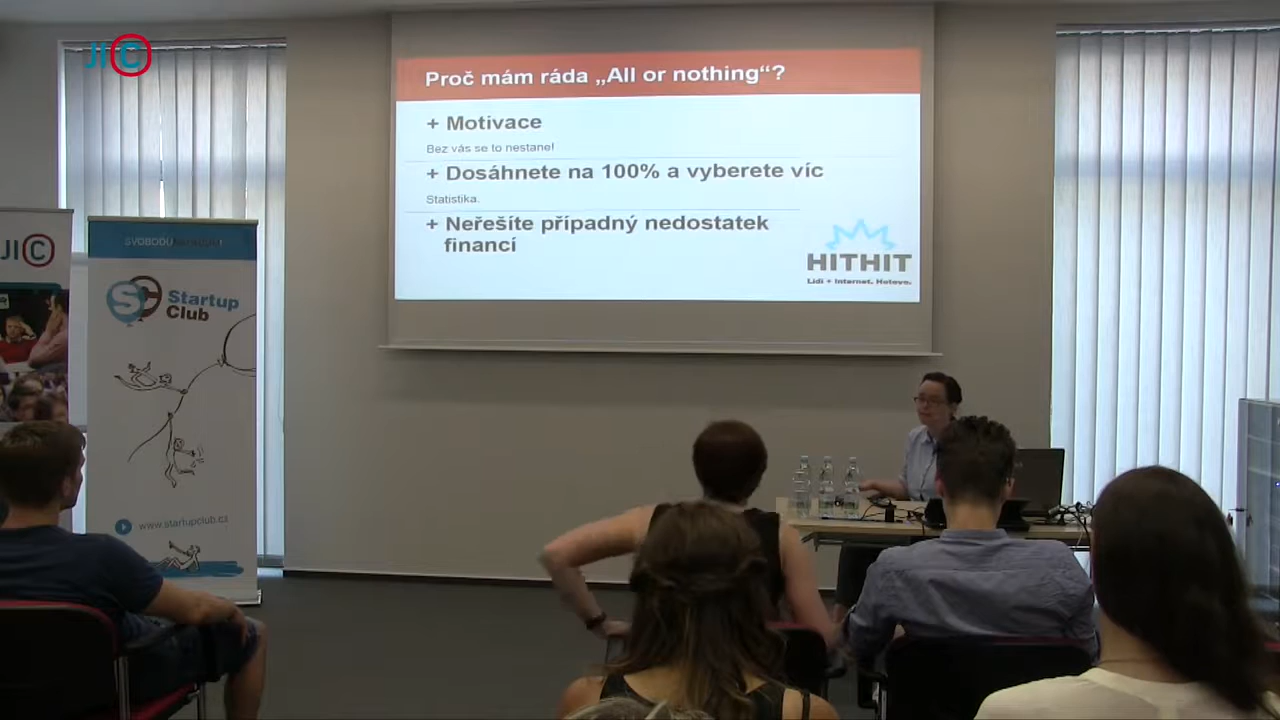 JIC
Proč mám ráda „All or nothing“?
+ Motivace
Bez vás se to nestane!
+ Dosáhnete na 100% a vyberete víc
Statistika.
+ Neřešíte případný nedostatek
financí
HITHIT
Lidi + Internet. Hotovo.
JIC
SC Startup
Club
www.startupclub.cz